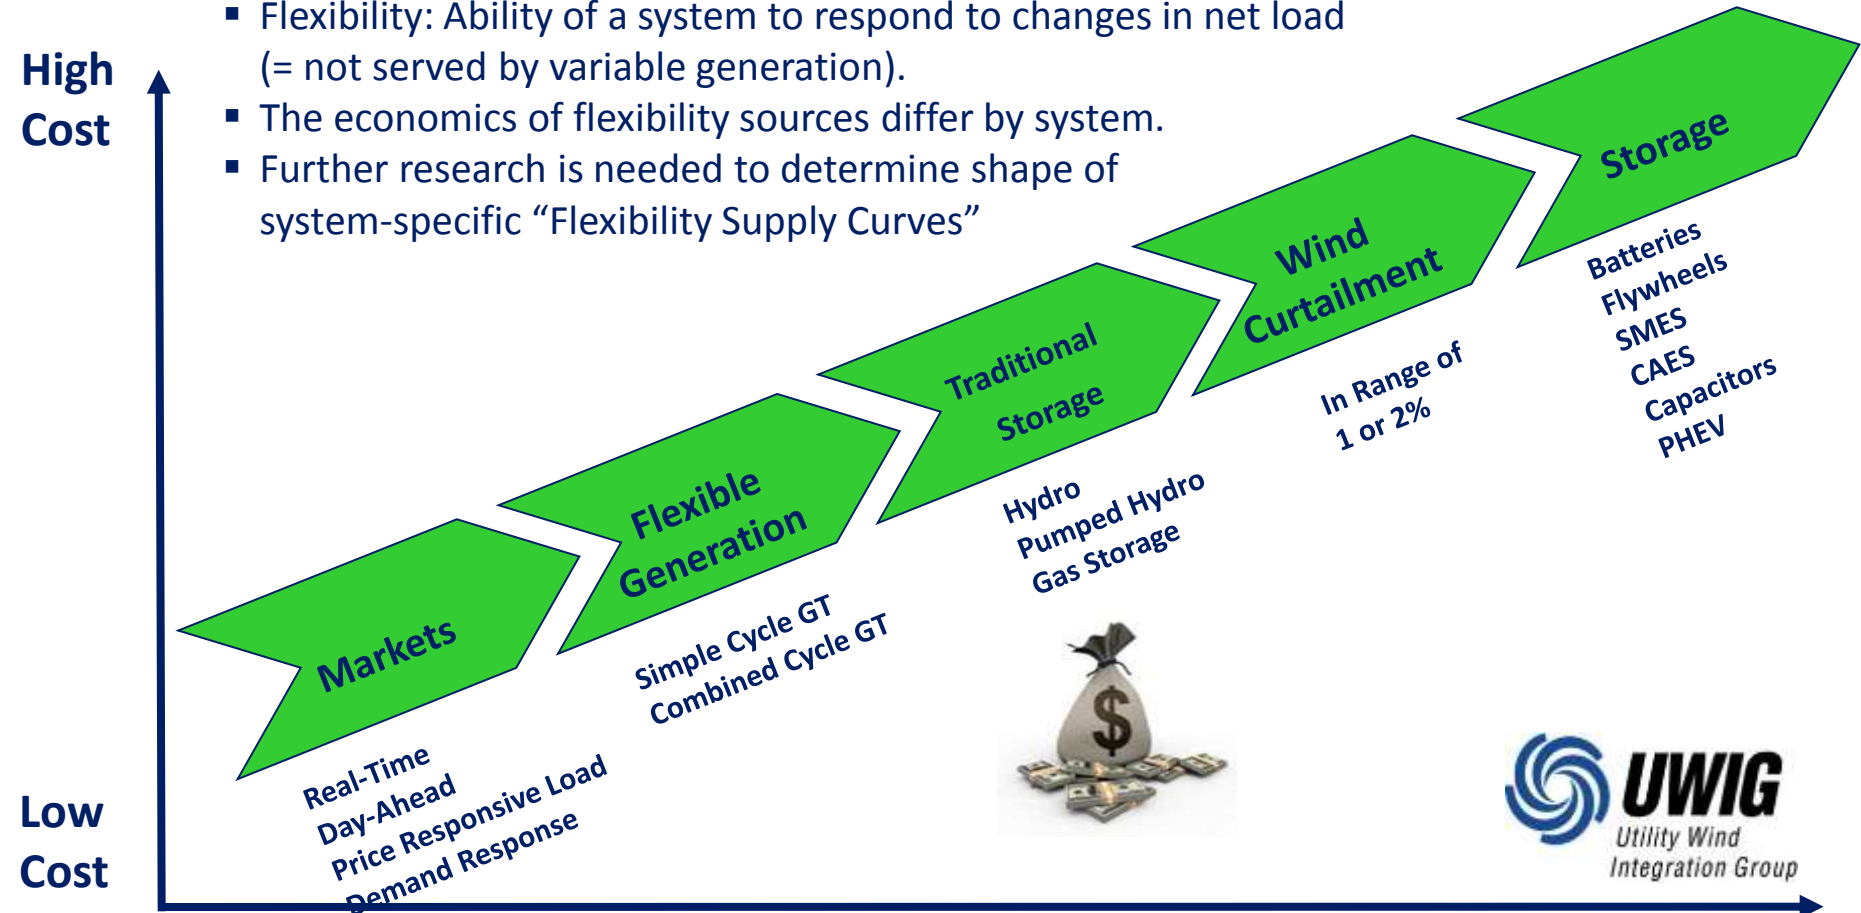 ▪ Flexibility: Ability of a system to respond to changes in net load
(= not served by variable generation).
▪ The economics of flexibility sources differ by system.
▪ Further research is needed to determine shape of
system-specific “Flexibility Supply Curves”
High
Cost
Storage
Batteries
Flywheels
SMES
CAES
Capacitors
PHEV
Wind
Curtailment
In Range of
1 or 2%
Traditional
Storage
Hydro
Pumped Hydro
Gas Storage
Flexible
Generation
Simple Cycle GT
Combined Cycle GT
Markets
Real-Time
Day-Ahead
Price Responsive Load
Demand Response
Low
Cost
$
UWIG
Utility Wind
Integration Group